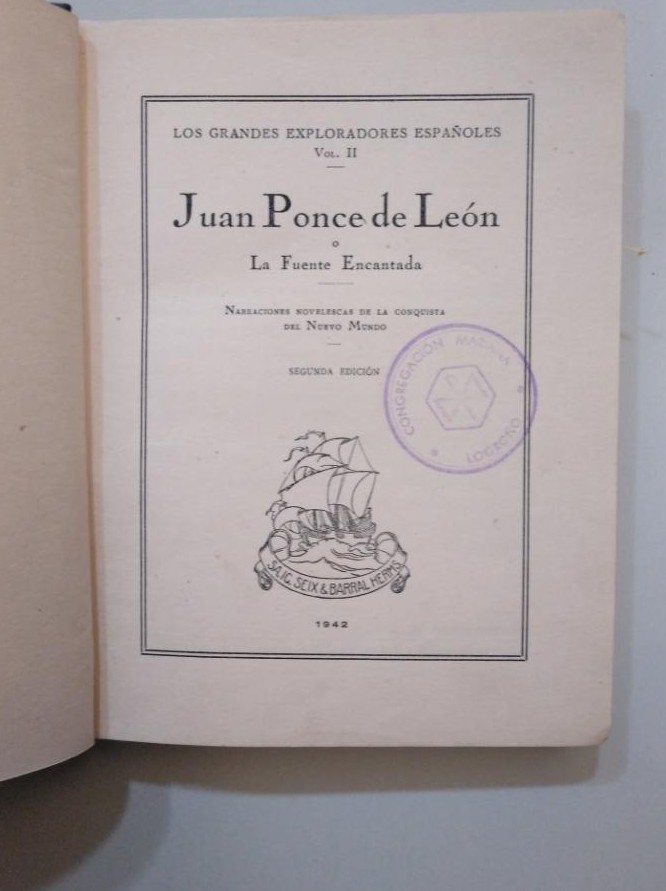 LOS GRANDES EXPLORADORES ESPAÑOLES
VOL. II
Juan Ponce de León
o
La Fuente Encantada
NARRACIONES NOVELESCAS DE LA CONQUISTA
DEL NUEVO MUNDO
SEGUNDA EDICIÓN
CONGREGACIÓN MARIANA
LOGROÑO
SA.IG. SEIX & BARRAL HERMS
1942